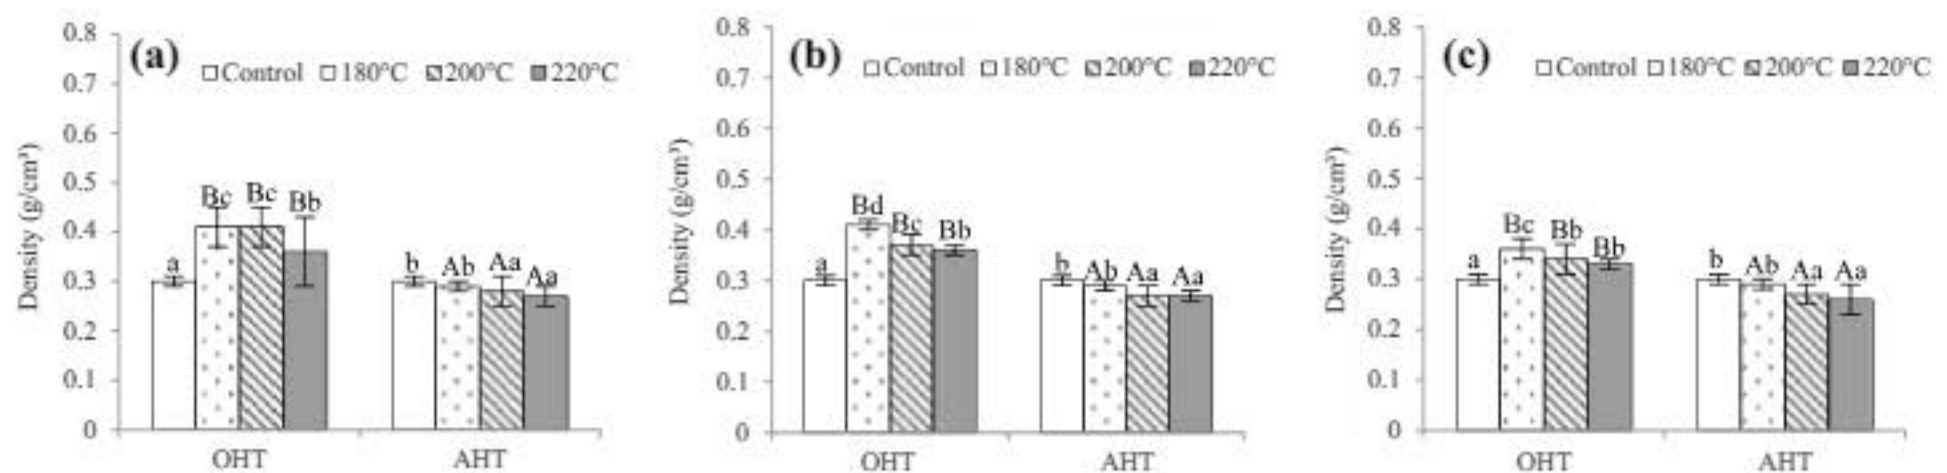 (a)
Control 180°C 200°C 220°C
Density (g/cm³)
0.8
0.7
0.6
0.5
0.4
0.3
0.2
0.1
0
a Bc Bc Bb
b Ab Aa Aa
OHT AHT
(b)
Control 180°C 200°C 220°C
Density (g/cm³)
0.8
0.7
0.6
0.5
0.4
0.3
0.2
0.1
0
a Bd Bc Bb
b Ab Aa Aa
OHT AHT
(c)
Control 180°C 200°C 220°C
Density (g/cm³)
0.8
0.7
0.6
0.5
0.4
0.3
0.2
0.1
0
a Bc Bb Bb
b Ab Aa Aa
OHT AHT